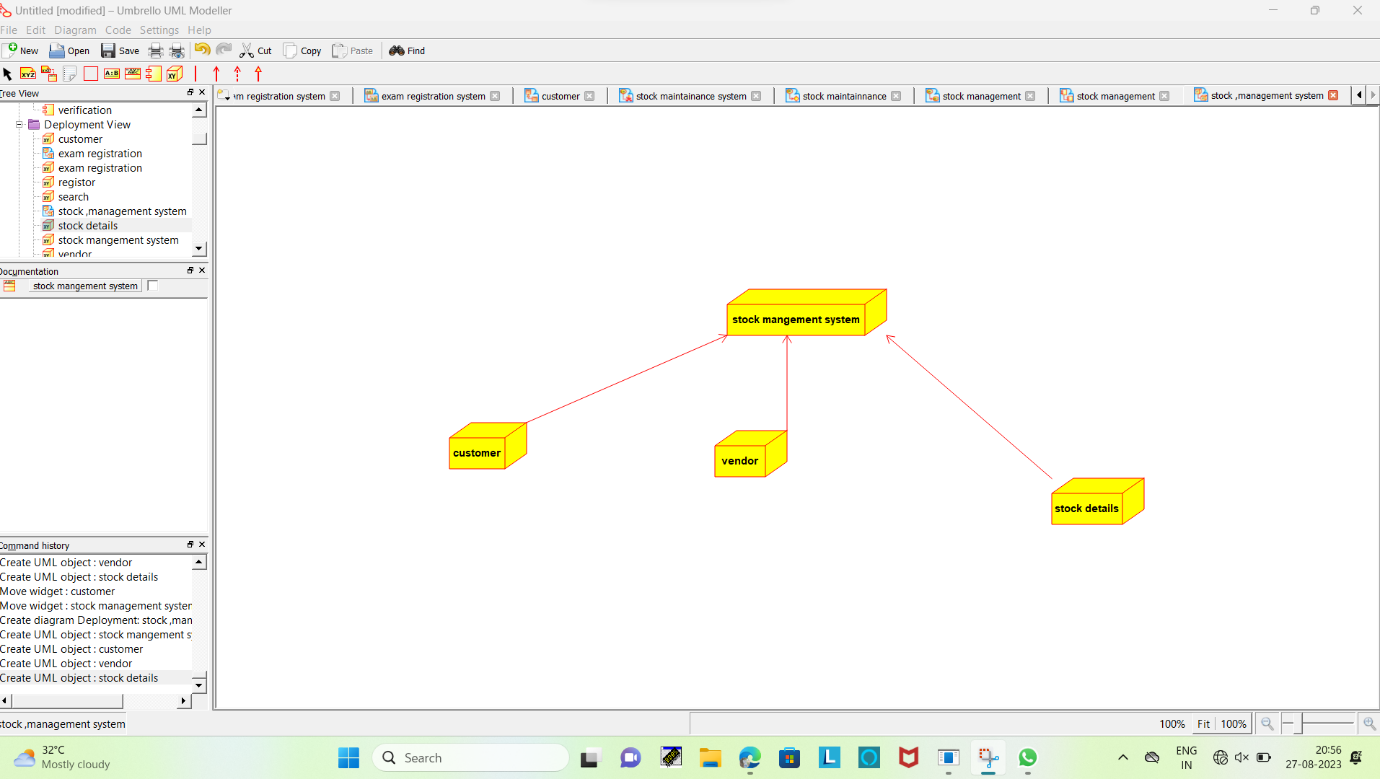 Untitled [modified] – Umbrello UML Modeller
File Edit Diagram Code Settings Help
New Open Save Cut Copy Paste Find
XYZ A:B XY
Tree View
m registration system exam registration system customer stock maintainance system stock maintainnance stock management stock management stock ,management system
verification
Deployment View
customer
exam registration
exam registration
registor
search
stock ,management system
stock details
stock mangement system
vendor
Documentation
stock mangement system
stock mangement system
customer
vendor
stock details
Command history
Create UML object : vendor
Create UML object : stock details
Move widget : customer
Move widget : stock management system
Create diagram Deployment: stock ,man
Create UML object : stock mangement s
Create UML object : customer
Create UML object : vendor
Create UML object : stock details
stock ,management system
100% Fit 100%
32°C
Mostly cloudy
Search
L
ENG
IN
20:56
27-08-2023